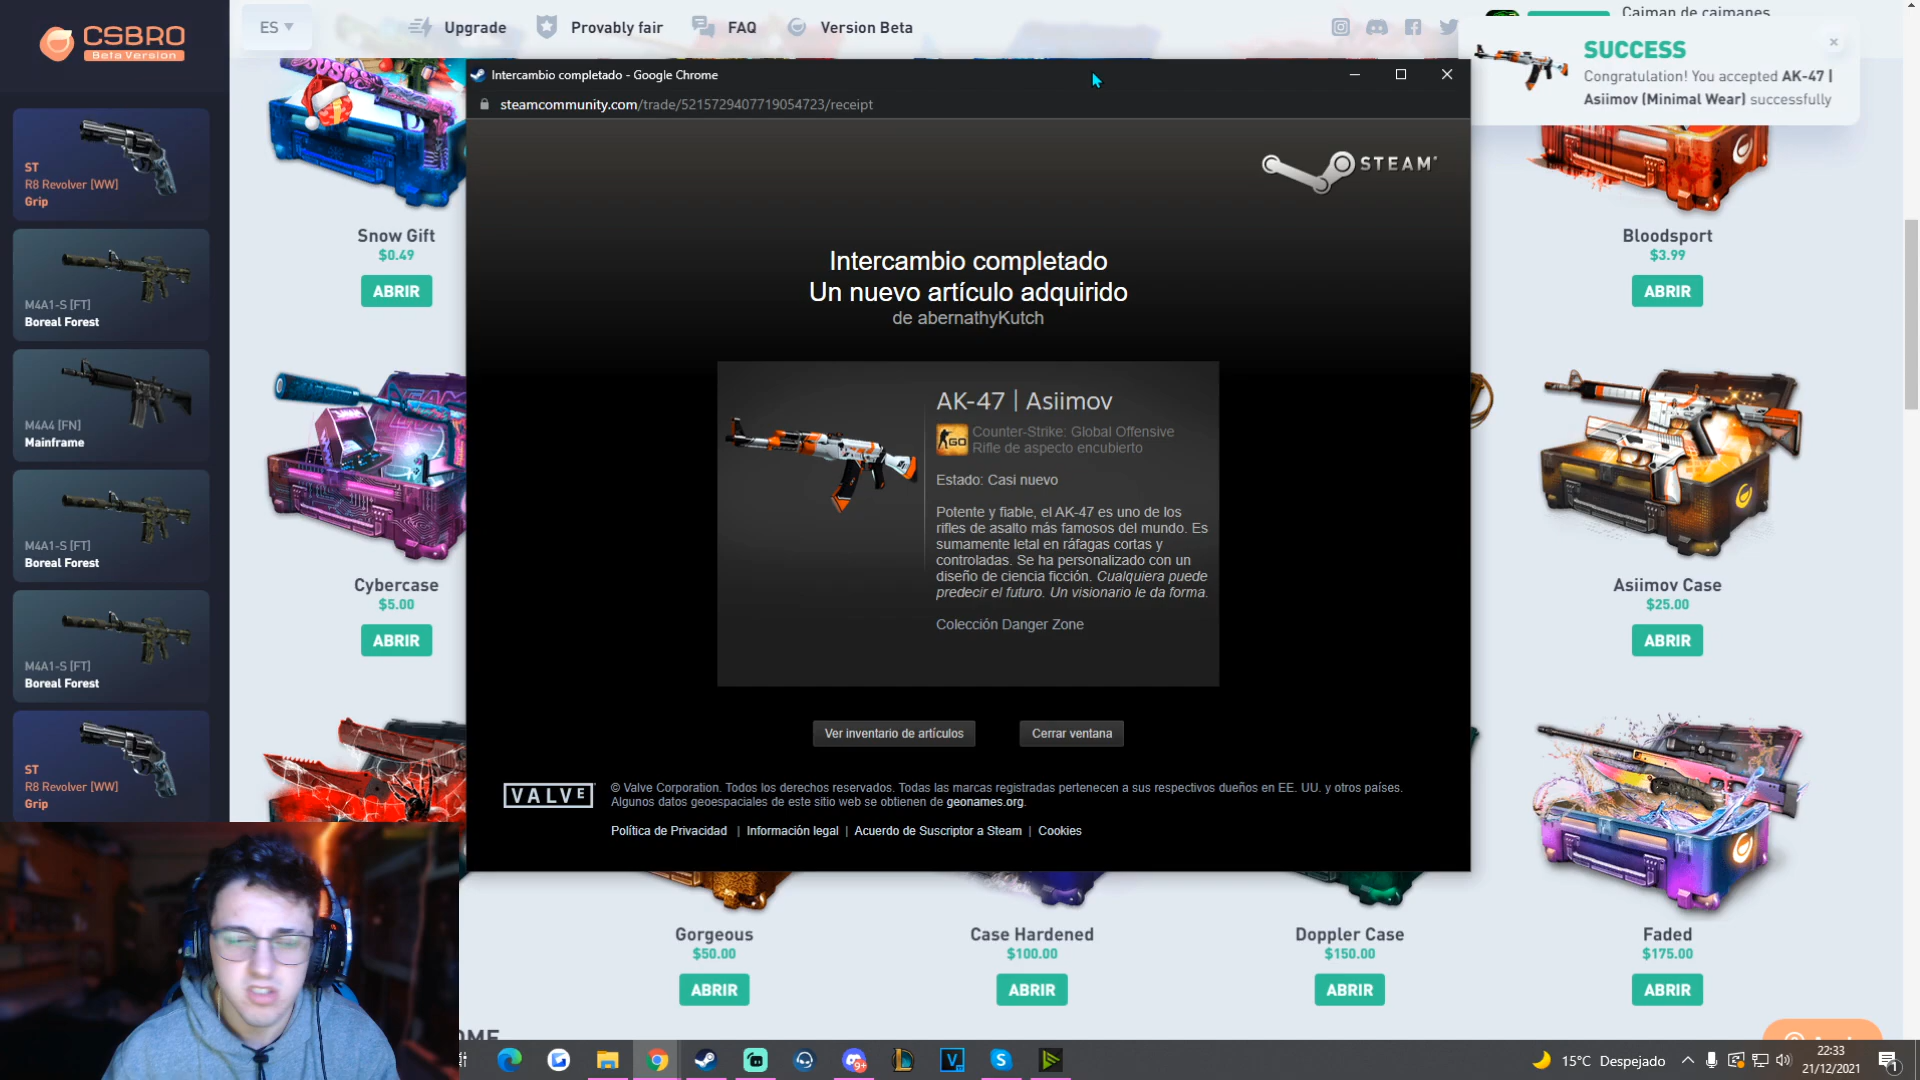 CSBRO
Beta Version
ES
Upgrade
Provably fair
FAQ
Version Beta
Caiman de caimanes
SUCCESS
Congratulation! You accepted AK-47 |
Asiimov (Minimal Wear) successfully
Intercambio completado - Google Chrome
steamcommunity.com/trade/5215729407719054723/receipt
STEAM
Intercambio completado
Un nuevo artículo adquirido
de abernathyKutch
AK-47 | Asiimov
GO
Counter-Strike: Global Offensive
Rifle de aspecto encubierto
Estado: Casi nuevo
Potente y fiable, el AK-47 es uno de los
rifles de asalto más famosos del mundo. Es
sumamente letal en ráfagas cortas y
controladas. Se ha personalizado con un
diseño de ciencia ficción. Cualquiera puede
predecir el futuro. Un visionario le da forma.
Colección Danger Zone
Ver inventario de artículos
Cerrar ventana
VALVE
© Valve Corporation. Todos los derechos reservados. Todas las marcas registradas pertenecen a sus respectivos dueños en EE. UU. y otros países.
Algunos datos geoespaciales de este sitio web se obtienen de geonames.org.
Política de Privacidad | Información legal | Acuerdo de Suscriptor a Steam | Cookies
ST
R8 Revolver [WW]
Grip
M4A1-S [FT]
Boreal Forest
M4A4 [FN]
Mainframe
M4A1-S [FT]
Boreal Forest
M4A1-S [FT]
Boreal Forest
ST
R8 Revolver [WW]
Grip
Snow Gift
$0.49
ABRIR
Bloodsport
$3.99
ABRIR
Cybercase
$5.00
ABRIR
Asiimov Case
$25.00
ABRIR
Gorgeous
$50.00
ABRIR
Case Hardened
$100.00
ABRIR
Doppler Case
$150.00
ABRIR
Faded
$175.00
ABRIR
15°C Despejado
22:33
21/12/2021